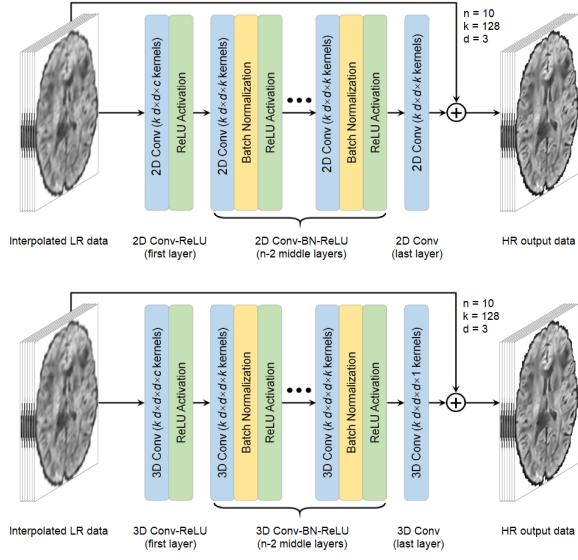 n = 10
k = 128
d = 3
2D Conv (k d×d×c kernels)
ReLU Activation
2D Conv (k d×d×k kernels)
Batch Normalization
ReLU Activation
2D Conv (k d×d×k kernels)
Batch Normalization
ReLU Activation
2D Conv (c d×d×k kernels)
Interpolated LR data
2D Conv-ReLU
(first layer)
2D Conv-BN-ReLU
(n-2 middle layers)
2D Conv
(last layer)
HR output data
n = 10
k = 128
d = 3
3D Conv (k d×d×d×c kernels)
ReLU Activation
3D Conv (k d×d×d×k kernels)
Batch Normalization
ReLU Activation
3D Conv (k d×d×d×k kernels)
Batch Normalization
ReLU Activation
3D Conv (k d×d×d×1 kernels)
Interpolated LR data
3D Conv-ReLU
(first layer)
3D Conv-BN-ReLU
(n-2 middle layers)
3D Conv
(last layer)
HR output data